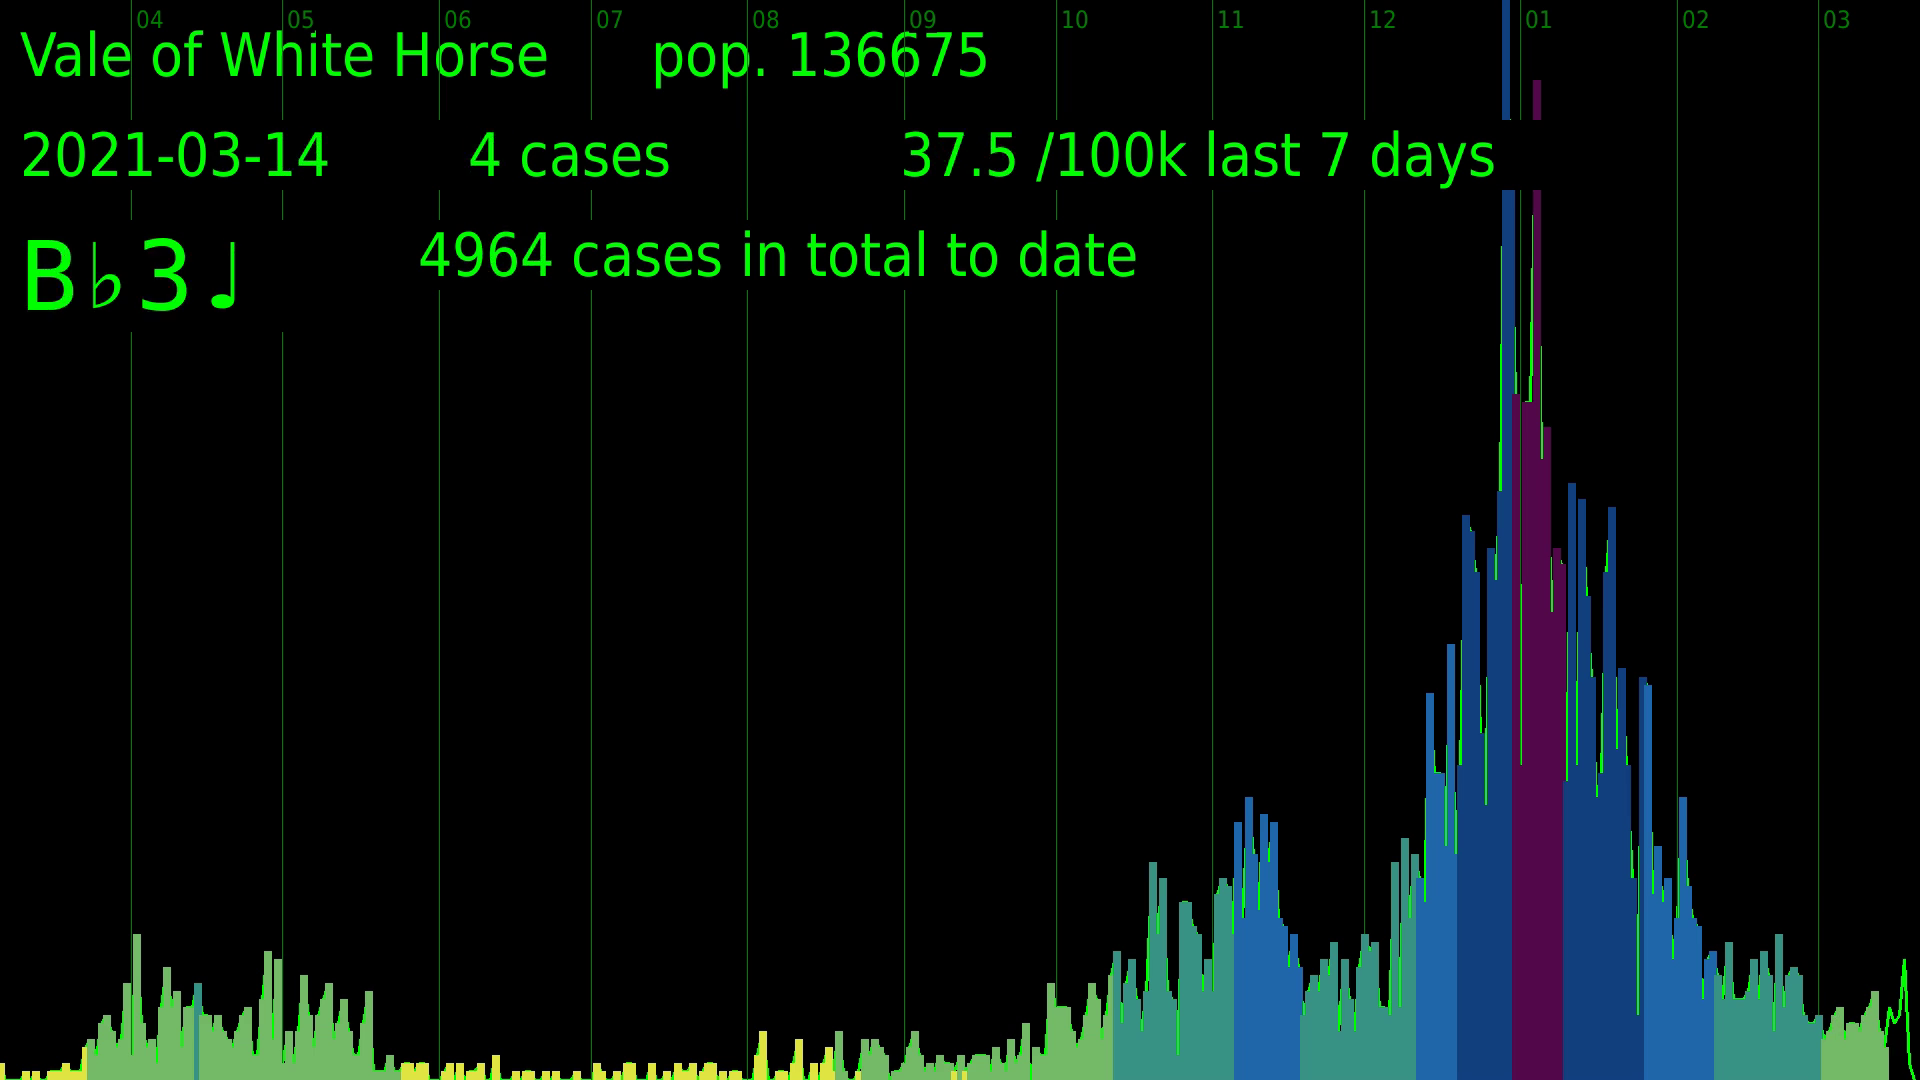 04 05 06 07 08 09 10 11 12 01 02 03
Vale of White Horse pop. 136675
2021-03-14 4 cases 37.5 /100k last 7 days
4964 cases in total to date
B♭3♩